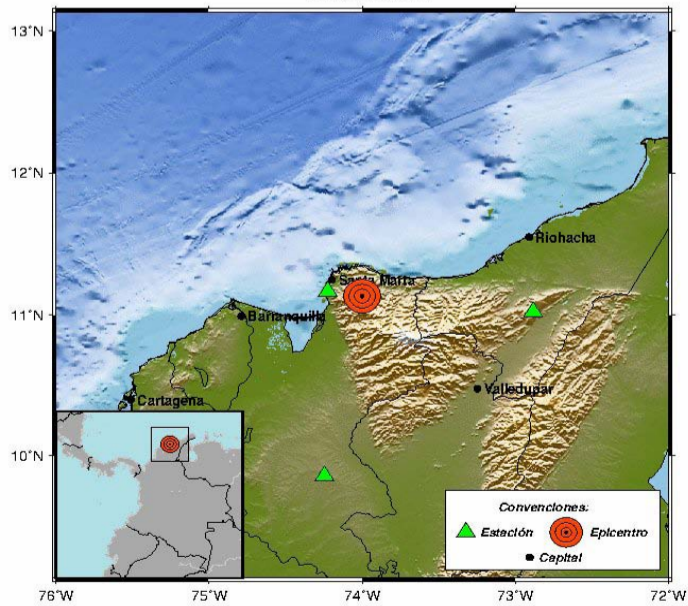 13°N
12°N
Riohacha
Santa Marta
11°N
Barranquilla
Valledupar
Cartagena
10°N
Convenciones:
Estación
Epicentro
Capital
76°W
75°W
74°W
73°W
72°W